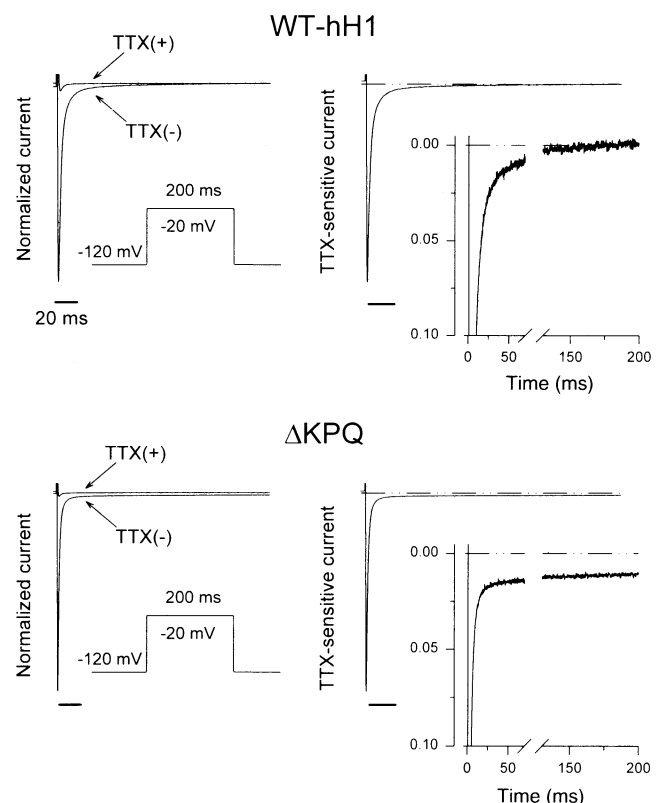 WT-hH1
TTX(+)
TTX(-)
Normalized current
200 ms
-20 mV
-120 mV
20 ms
TTX-sensitive current
0.00
0.05
0.10
0 50 150 200
Time (ms)
ΔKPQ
TTX(+)
TTX(-)
Normalized current
200 ms
-20 mV
-120 mV
TTX-sensitive current
0.00
0.05
0.10
0 50 150 200
Time (ms)